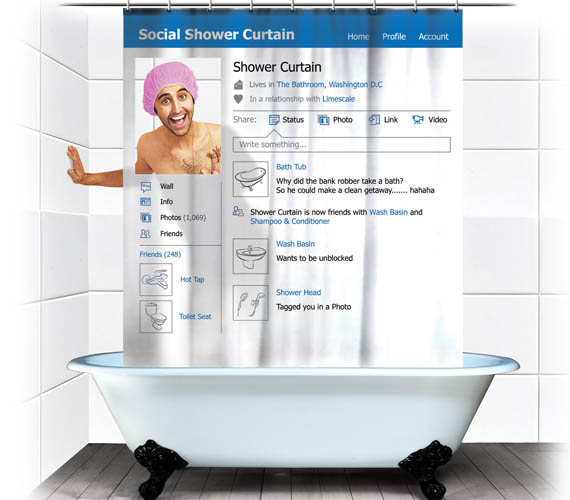 Social Shower Curtain
Home Profile Account
Shower Curtain
Lives in The Bathroom, Washington D.C
In a relationship with Limescale
Share: Status Photo Link Video
Write something...
Bath Tub
Why did the bank robber take a bath?
So he could make a clean getaway....... hahaha
Shower Curtain is now friends with Wash Basin and
Shampoo & Conditioner
Wash Basin
Wants to be unblocked
Shower Head
Tagged you in a Photo
Wall
Info
Photos (1,069)
Friends
Friends (248)
Hot Tap
Toilet Seat